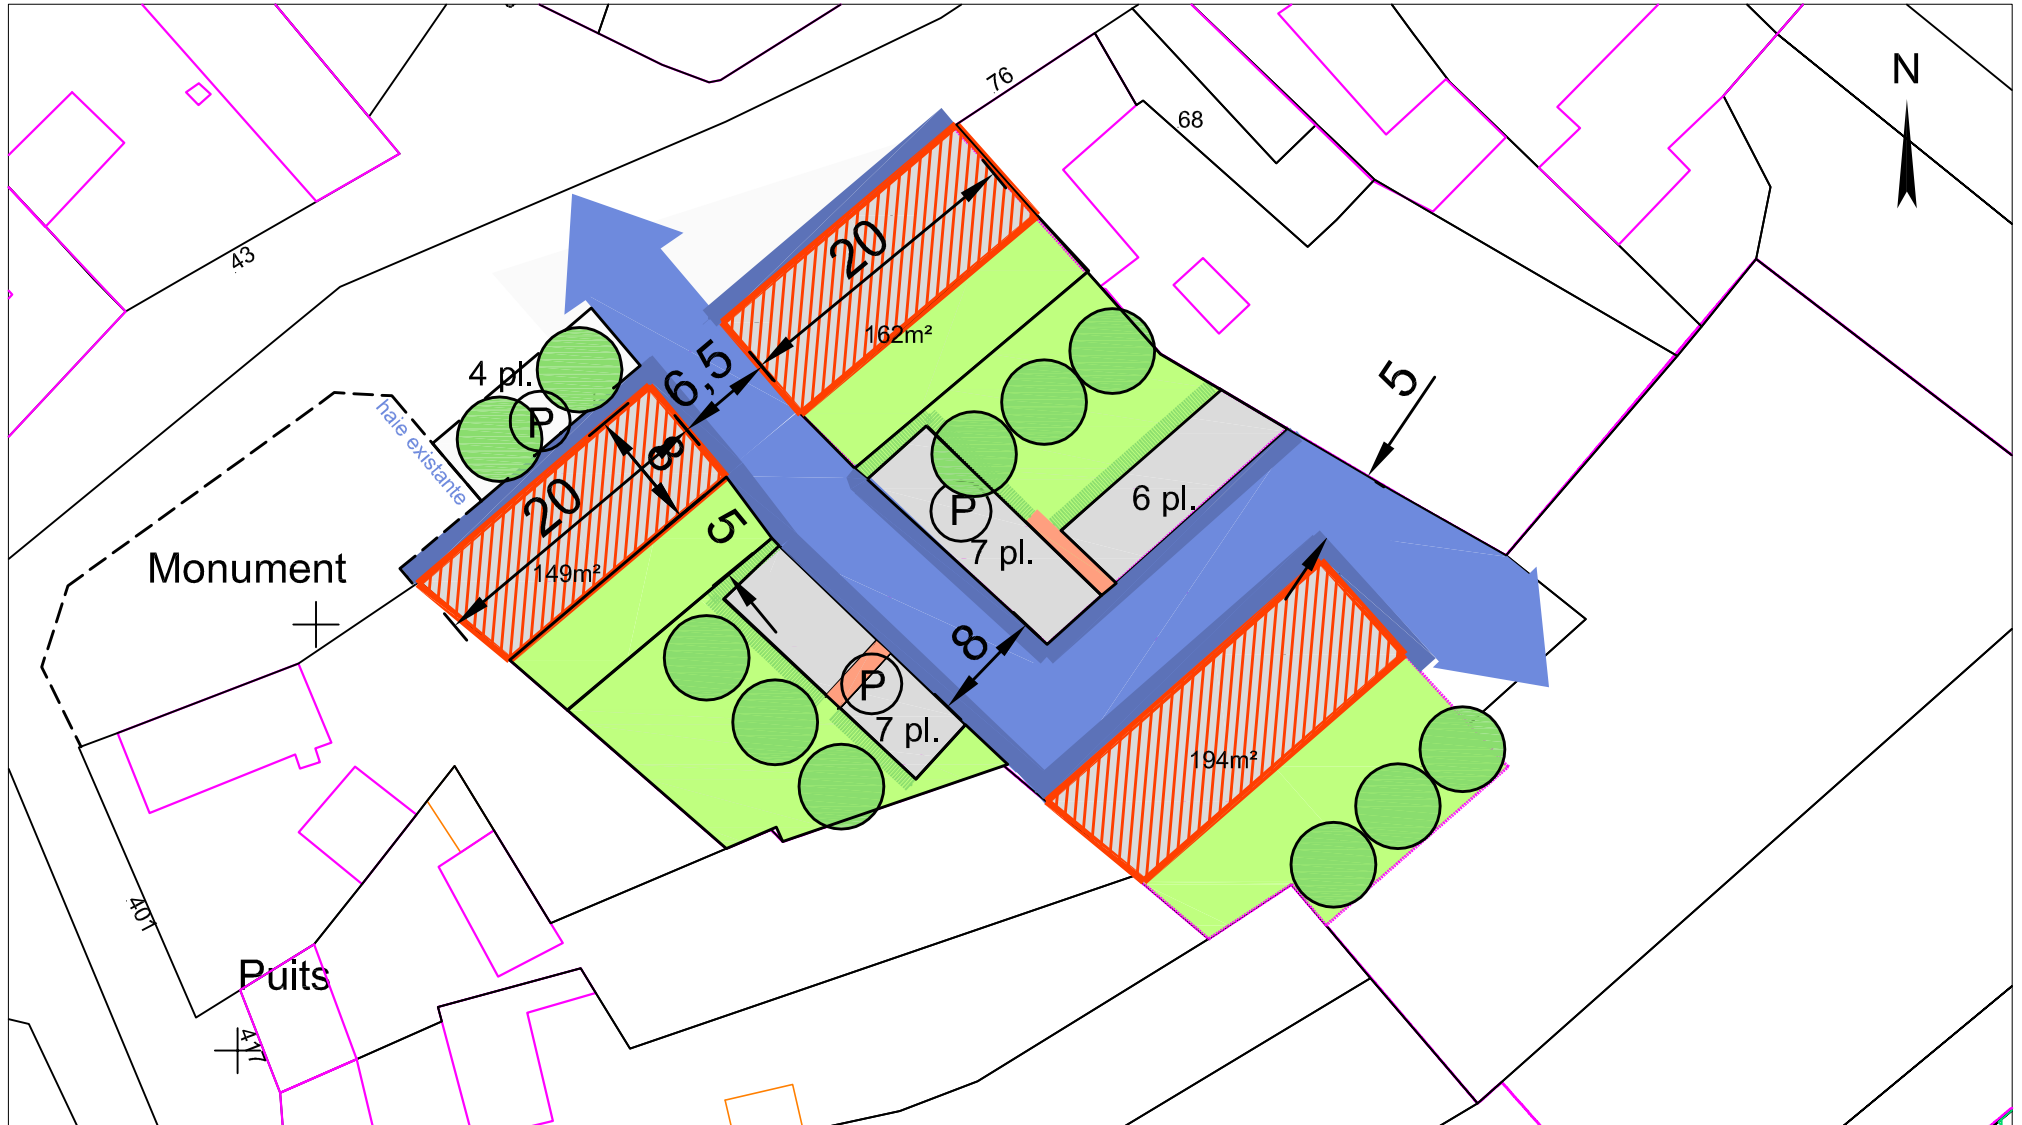 76
68
N
43
20
162m²
6,5
4 pl.
P
haie existante
8
20
149m²
5
5
6 pl.
P
7 pl.
Monument
8
P
7 pl.
194m²
401
Puits
417